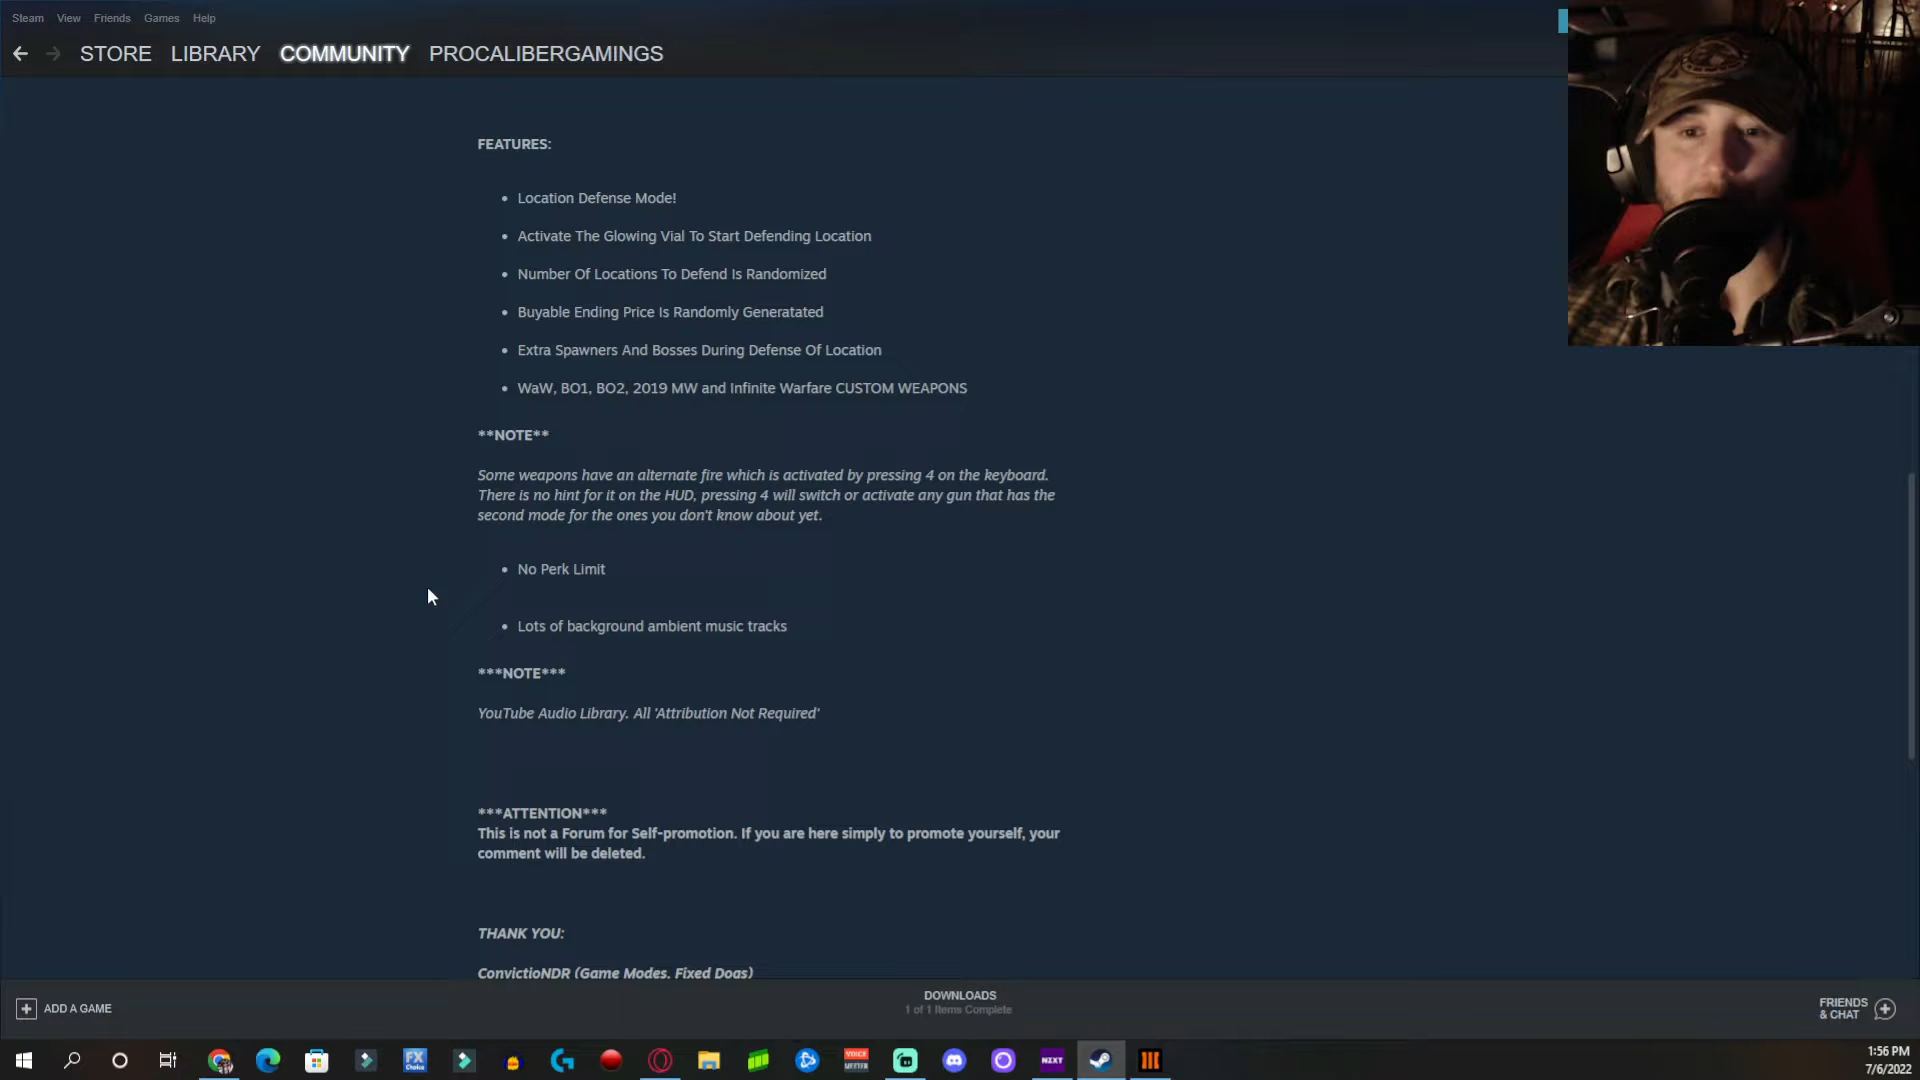 Steam View Friends Games Help
STORE LIBRARY COMMUNITY PROCALIBERGAMINGS
FEATURES:
• Location Defense Mode!
• Activate The Glowing Vial To Start Defending Location
• Number Of Locations To Defend Is Randomized
• Buyable Ending Price Is Randomly Generatated
• Extra Spawners And Bosses During Defense Of Location
• WaW, BO1, BO2, 2019 MW and Infinite Warfare CUSTOM WEAPONS
**NOTE**
Some weapons have an alternate fire which is activated by pressing 4 on the keyboard.
There is no hint for it on the HUD, pressing 4 will switch or activate any gun that has the
second mode for the ones you don't know about yet.
• No Perk Limit
• Lots of background ambient music tracks
***NOTE***
YouTube Audio Library. All 'Attribution Not Required'
***ATTENTION***
This is not a Forum for Self-promotion. If you are here simply to promote yourself, your
comment will be deleted.
THANK YOU:
ConvictioNDR (Game Modes, Fixed Dogs)
ADD A GAME
DOWNLOADS
1 of 1 Items Complete
FRIENDS
& CHAT
FX
Choice
VOICE
MEETER
NZXT
1:56 PM
7/6/2022